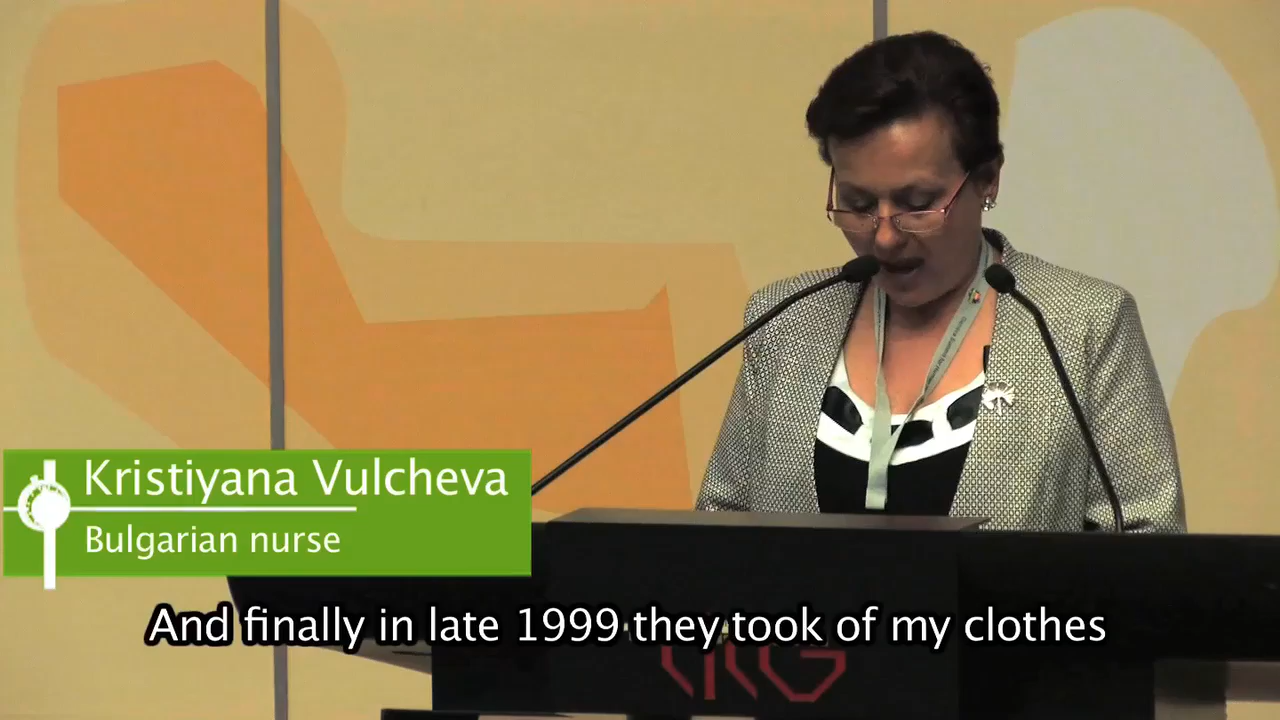 Kristiyana Vulcheva
Bulgarian nurse
And finally in late 1999 they took of my clothes